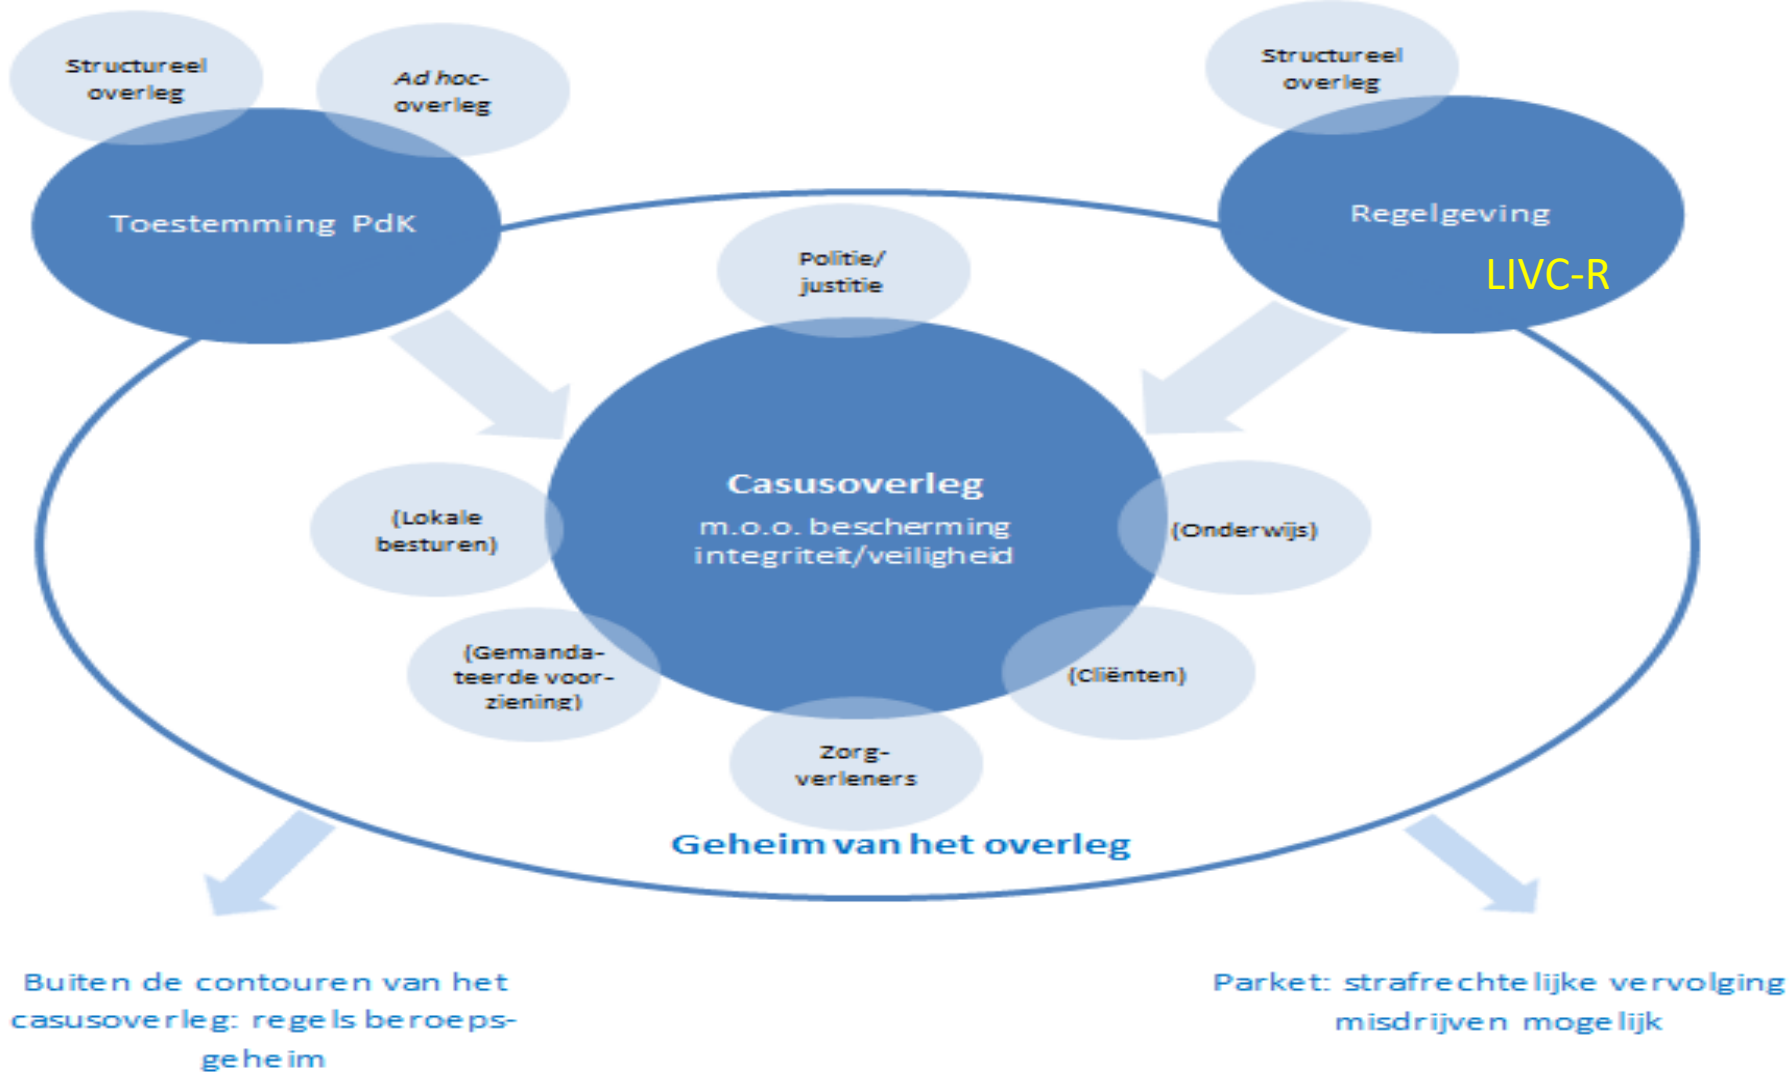 Structureel
overleg
Ad hoc-
overleg
Structureel
overleg
Toestemming PdK
Regelgeving
LIVC-R
Politie/
justitie
Casusoverleg
m.o.o. bescherming
integriteit/veiligheid
(Lokale
besturen)
(Onderwijs)
(Gemanda-
teerde voor-
ziening)
(Cliënten)
Zorg-
verleners
Geheim van het overleg
Buiten de contouren van het
casusoverleg: regels beroeps-
geheim
Parket: strafrechtelijke vervolging
misdrijven mogelijk